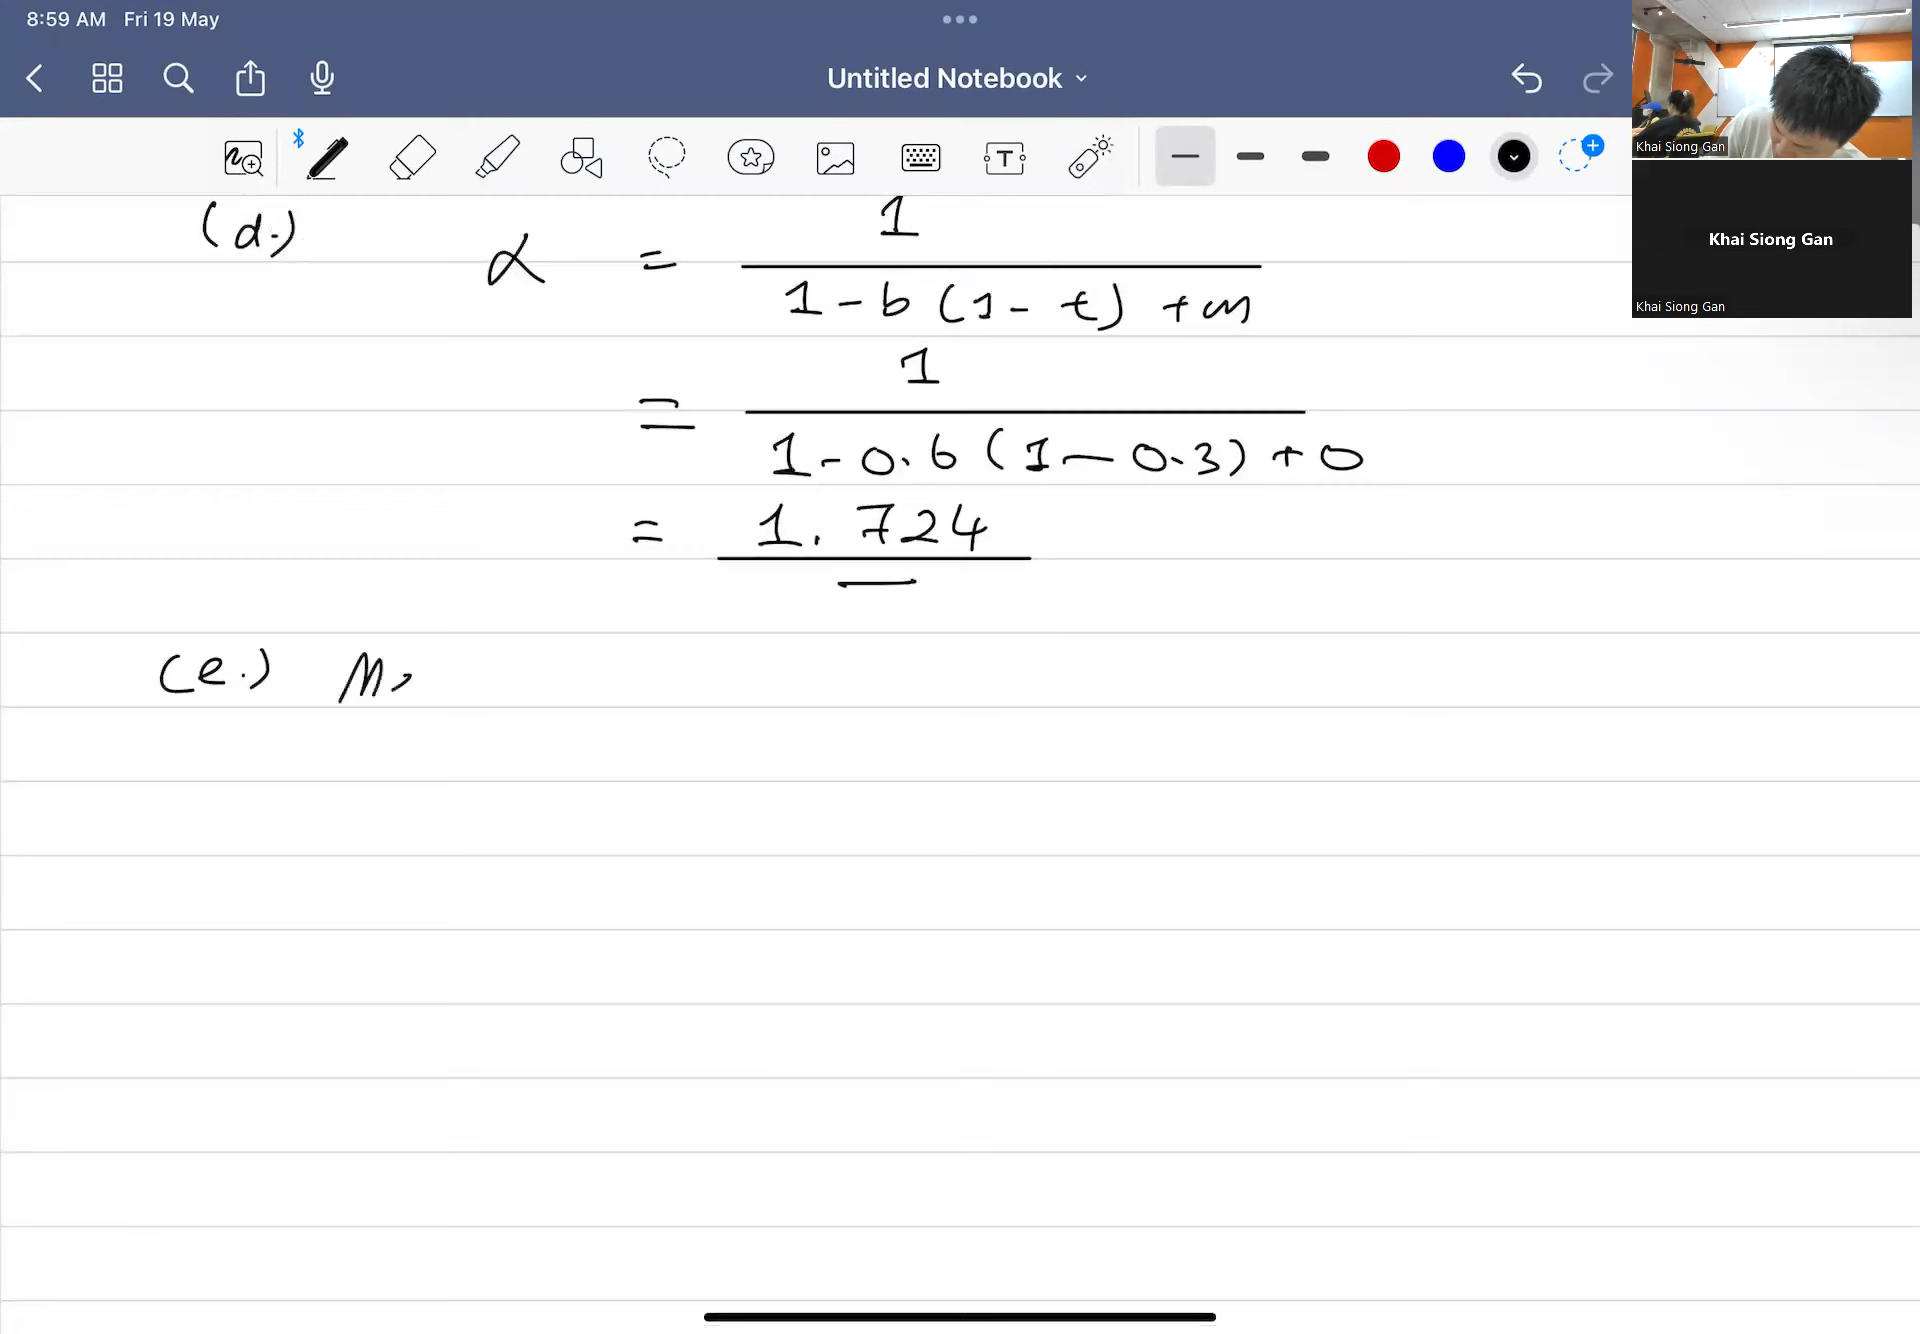 8:59 AM Fri 19 May
Untitled Notebook
T
Khai Siong Gan
Khai Siong Gan
Khai Siong Gan
(d.) α = 1 / 1 - b (1 - t) + m
= 1 / 1 - 0.6 (1 - 0.3) + 0
= 1.724
(e.) M,